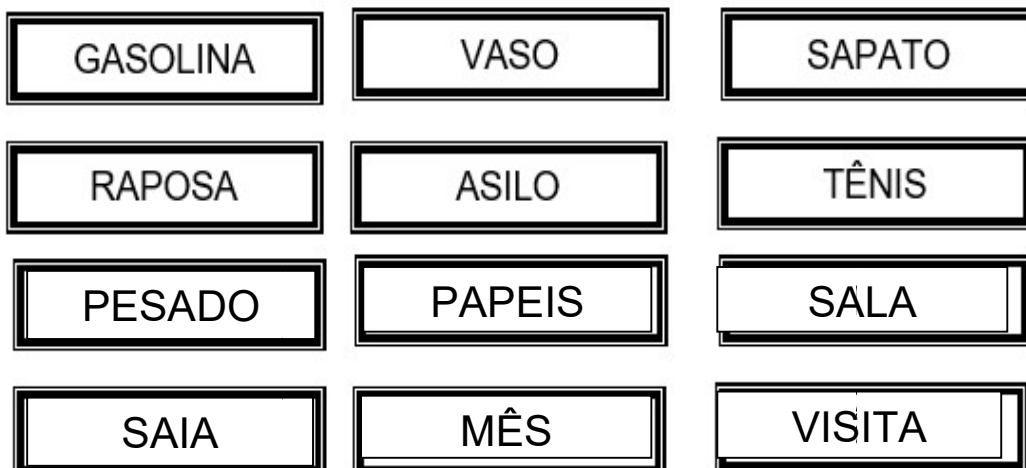 GASOLINA VASO SAPATO
RAPOSA ASILO TÊNIS
PESADO PAPEIS SALA
SAIA MÊS VISITA